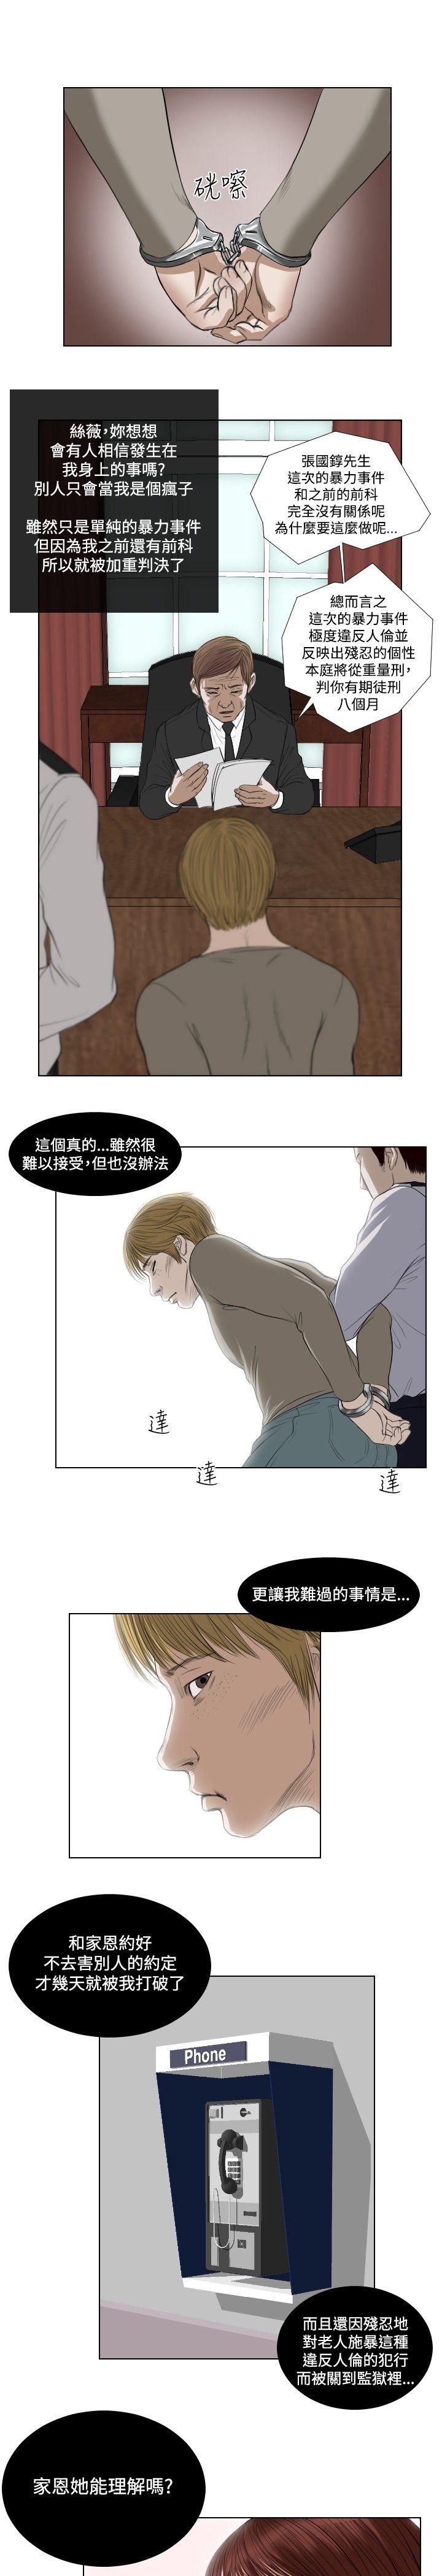 硄嚓
絲薇，妳想想
會有人相信發生在
我身上的事嗎？
別人只會當我是個瘋子
雖然只是單純的暴力事件
但因為我之前還有前科
所以就被加重判決了
張國錞先生
這次的暴力事件
和之前的前科
完全沒有關係呢
為什麼要這麼做呢...
總而言之
這次的暴力事件
極度違反人倫並
反映出殘忍的個性
本庭將從重量刑，
判你有期徒刑
八個月
這個真的...雖然很
難以接受，但也沒辦法
達
達
達
更讓我難過的事情是...
和家恩約好
不去害別人的約定
才幾天就被我打破了
Phone
而且還因殘忍地
對老人施暴這種
違反人倫的犯行
而被關到監獄裡...
家恩她能理解嗎？